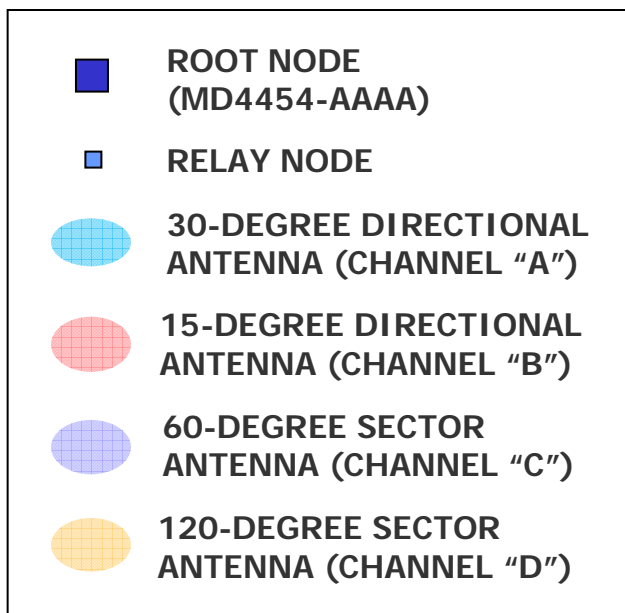 ROOT NODE
(MD4454-AAAA)
RELAY NODE
30-DEGREE DIRECTIONAL
ANTENNA (CHANNEL “A”)
15-DEGREE DIRECTIONAL
ANTENNA (CHANNEL “B”)
60-DEGREE SECTOR
ANTENNA (CHANNEL “C”)
120-DEGREE SECTOR
ANTENNA (CHANNEL “D”)